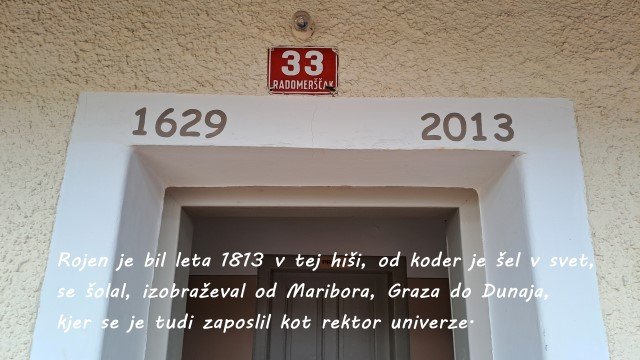 33
RADOMERŠČAK
1629 2013
Rojen je bil leta 1813 v tej hiši, od koder je šel v svet,
se šolal, izobraževal od Maribora, Graza do Dunaja,
kjer se je tudi zaposlil kot rektor univerze.